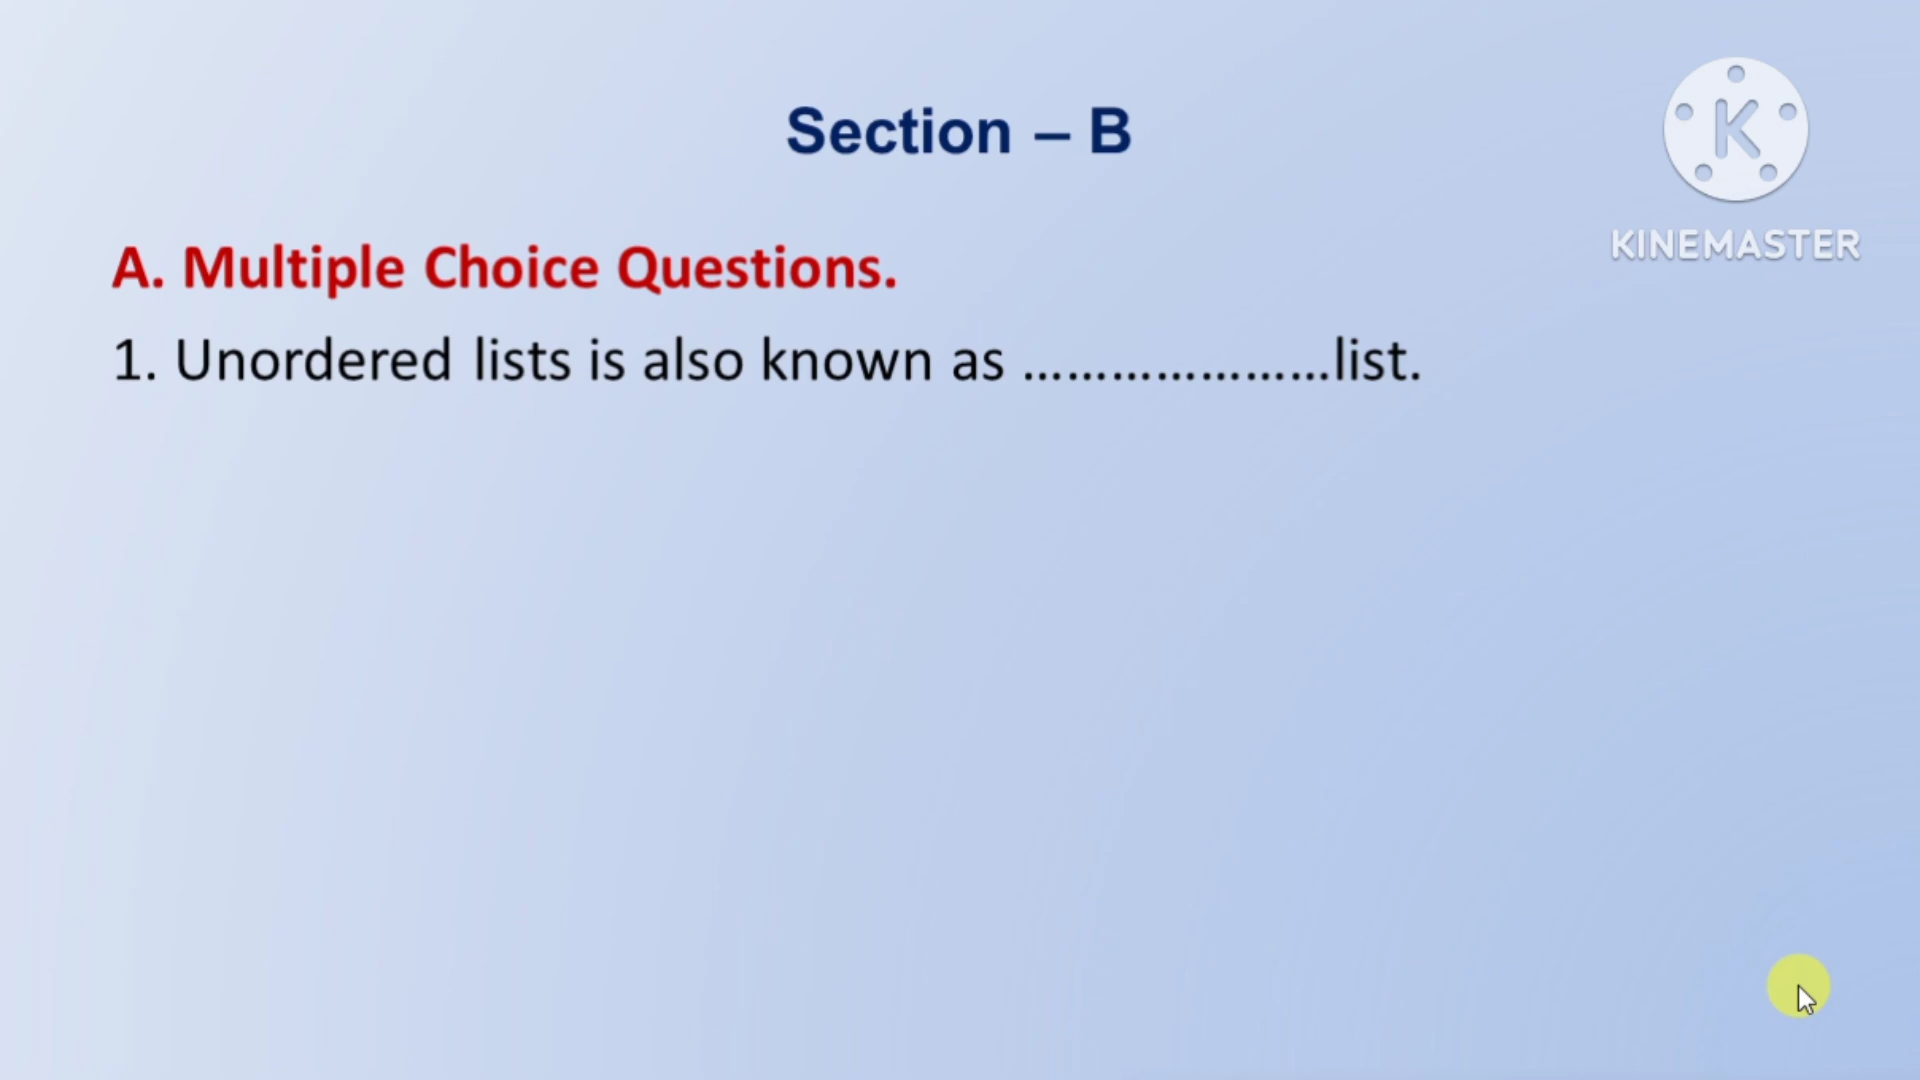 Section – B
K
KINEMASTER
A. Multiple Choice Questions.
1. Unordered lists is also known as …………………list.